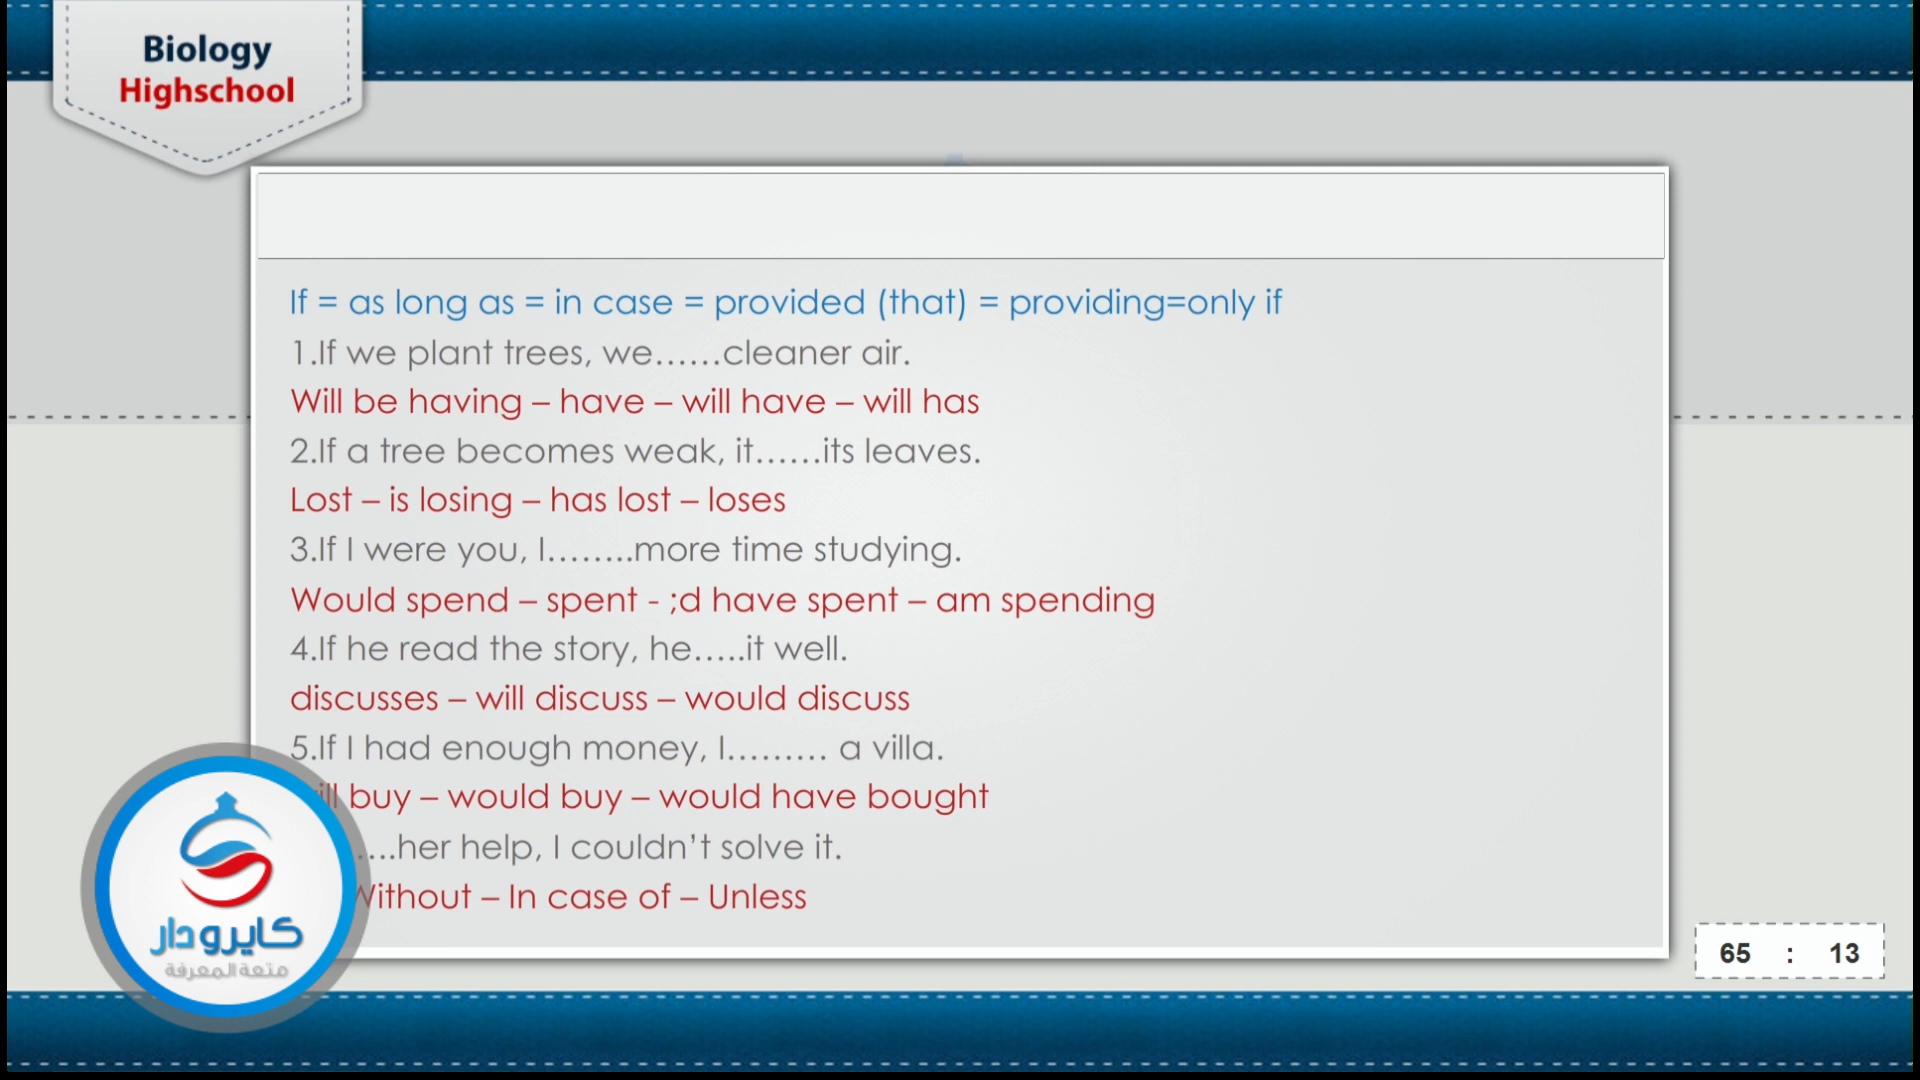 Biology
Highschool
If = as long as = in case = provided (that) = providing=only if
1.If we plant trees, we......cleaner air.
Will be having – have – will have – will has
2.If a tree becomes weak, it......its leaves.
Lost – is losing – has lost – loses
3.If I were you, I........more time studying.
Would spend – spent - ;d have spent – am spending
4.If he read the story, he.....it well.
discusses – will discuss – would discuss
5.If I had enough money, I......... a villa.
buy – would buy – would have bought
....her help, I couldn't solve it.
Without – In case of – Unless
كايرودار
متعة المعرفة
65 : 13